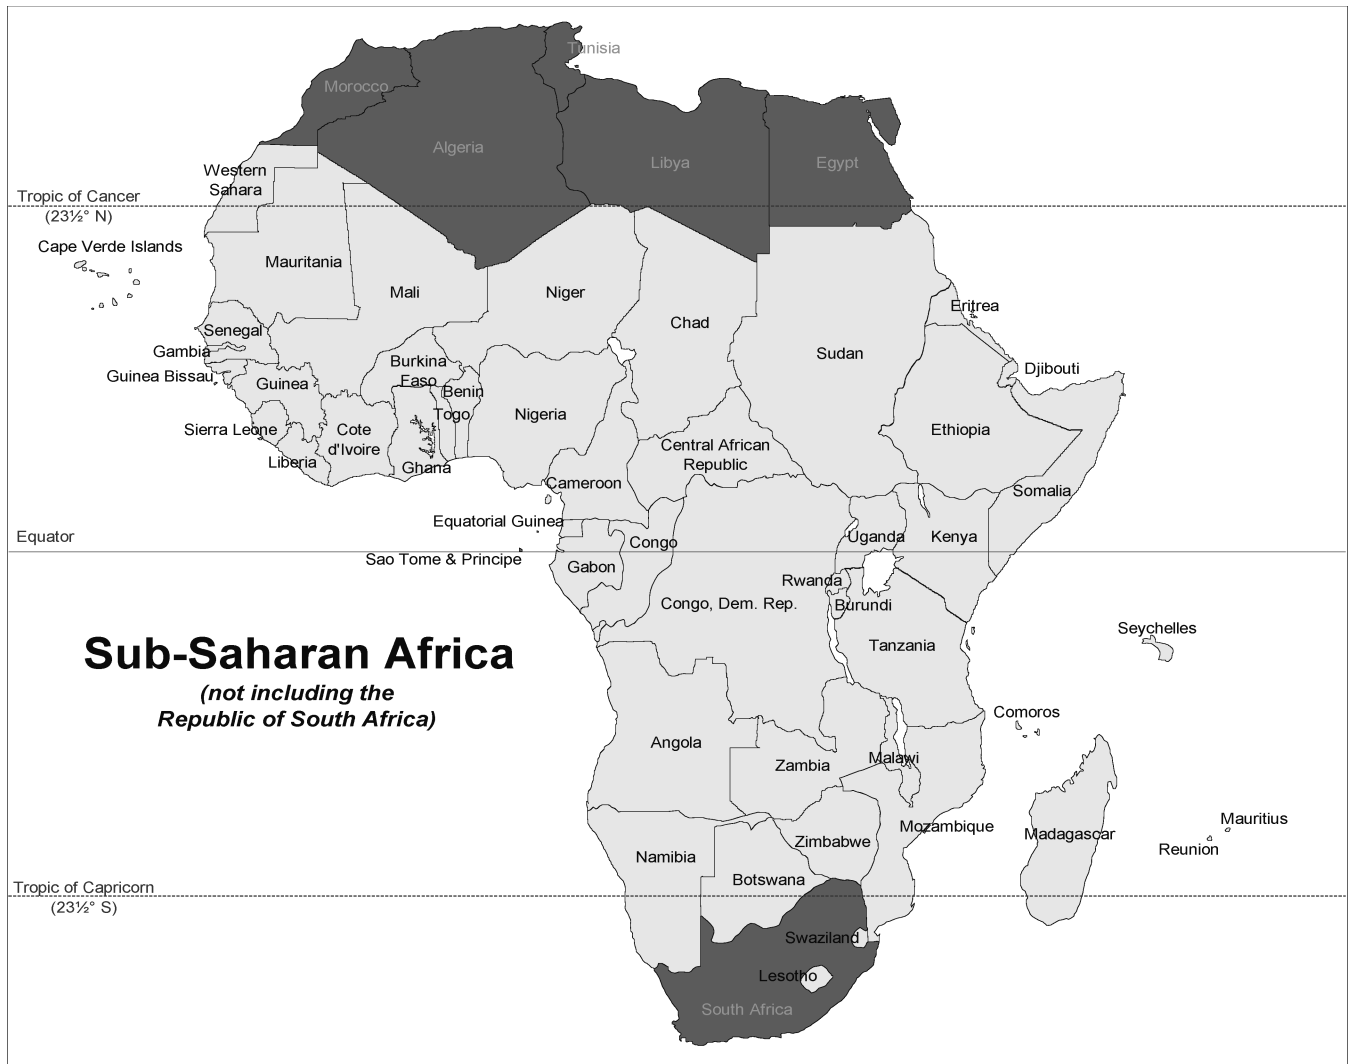 Tunisia
Morocco
Algeria
Libya
Egypt
Western
Sahara
Tropic of Cancer
(23½° N)
Cape Verde Islands
Mauritania
Mali
Niger
Chad
Sudan
Eritrea
Senegal
Gambia
Guinea Bissau
Guinea
Burkina
Faso
Benin
Togo
Nigeria
Djibouti
Ethiopia
Sierra Leone
Cote
d'Ivoire
Liberia
Ghana
Central African
Republic
Cameroon
Somalia
Equatorial Guinea
Equator
Congo
Uganda
Kenya
Sao Tome & Principe
Gabon
Rwanda
Congo, Dem. Rep.
Burundi
Tanzania
Seychelles
Sub-Saharan Africa
(not including the
Republic of South Africa)
Comoros
Angola
Zambia
Malawi
Mozambique
Madagascar
Mauritius
Reunion
Zimbabwe
Namibia
Botswana
Tropic of Capricorn
(23½° S)
Swaziland
Lesotho
South Africa